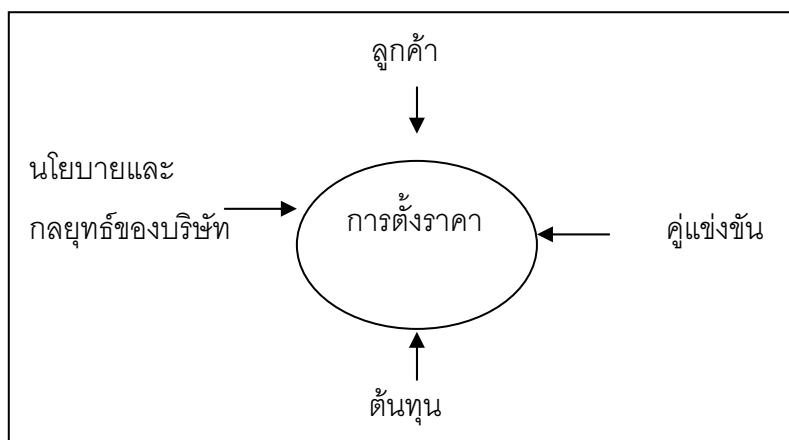 ลูกค้า
นโยบายและ
กลยุทธ์ของบริษัท
การตั้งราคา
คู่แข่งขัน
ต้นทุน